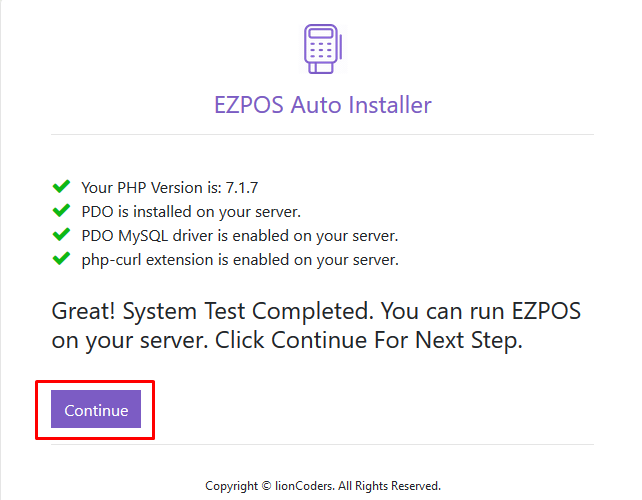 EZPOS Auto Installer
Your PHP Version is: 7.1.7
PDO is installed on your server.
PDO MySQL driver is enabled on your server.
php-curl extension is enabled on your server.
Great! System Test Completed. You can run EZPOS
on your server. Click Continue For Next Step.
Continue
Copyright © lionCoders. All Rights Reserved.